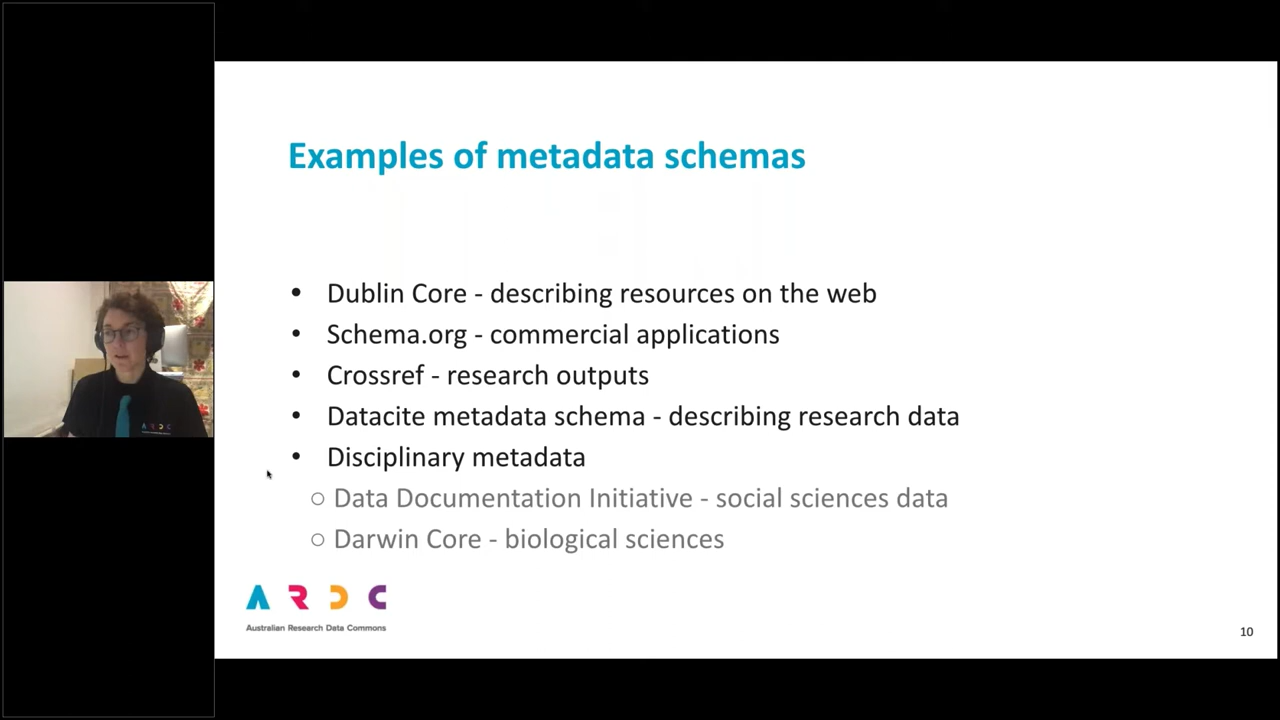 Examples of metadata schemas
• Dublin Core - describing resources on the web
• Schema.org - commercial applications
• Crossref - research outputs
• Datacite metadata schema - describing research data
• Disciplinary metadata
○ Data Documentation Initiative - social sciences data
○ Darwin Core - biological sciences
ARDC
Australian Research Data Commons
10
A R D C